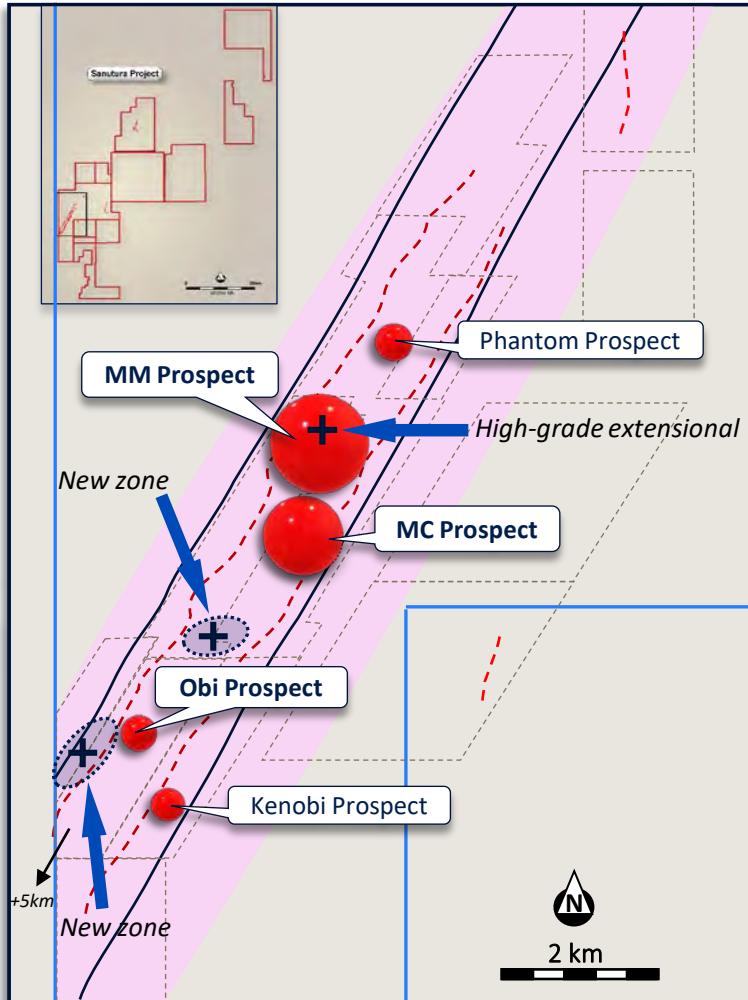 Sanutura Project
N
Phantom Prospect
MM Prospect
High-grade extensional
New zone
MC Prospect
Obi Prospect
Kenobi Prospect
+5km
New zone
N
2 km